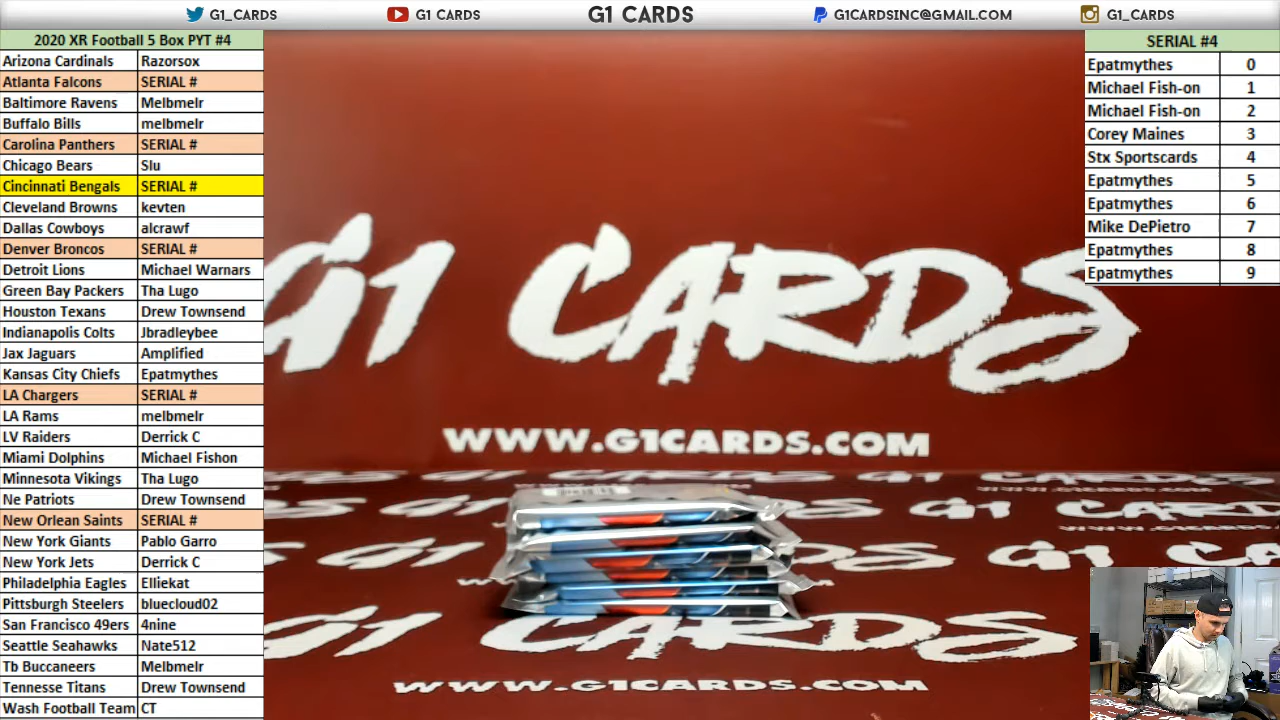 G1_CARDS
G1 CARDS
G1 CARDS
G1CARDSINC@GMAIL.COM
G1_CARDS
2020 XR Football 5 Box PYT #4
Arizona Cardinals Razorsox
Atlanta Falcons SERIAL #
Baltimore Ravens Melbmelr
Buffalo Bills melbmelr
Carolina Panthers SERIAL #
Chicago Bears Slu
Cincinnati Bengals SERIAL #
Cleveland Browns kevten
Dallas Cowboys alcrawf
Denver Broncos SERIAL #
Detroit Lions Michael Warnars
Green Bay Packers Tha Lugo
Houston Texans Drew Townsend
Indianapolis Colts Jbradleybee
Jax Jaguars Amplified
Kansas City Chiefs Epatmythes
LA Chargers SERIAL #
LA Rams melbmelr
LV Raiders Derrick C
Miami Dolphins Michael Fishon
Minnesota Vikings Tha Lugo
Ne Patriots Drew Townsend
New Orlean Saints SERIAL #
New York Giants Pablo Garro
New York Jets Derrick C
Philadelphia Eagles Elliekat
Pittsburgh Steelers bluecloud02
San Francisco 49ers 4nine
Seattle Seahawks Nate512
Tb Buccaneers Melbmelr
Tennesse Titans Drew Townsend
Wash Football Team CT
SERIAL #4
Epatmythes 0
Michael Fish-on 1
Michael Fish-on 2
Corey Maines 3
Stx Sportscards 4
Epatmythes 5
Epatmythes 6
Mike DePietro 7
Epatmythes 8
Epatmythes 9
G1 CARDS
WWW.G1CARDS.COM
G1 CARDS
WWW.G1CARDS.COM